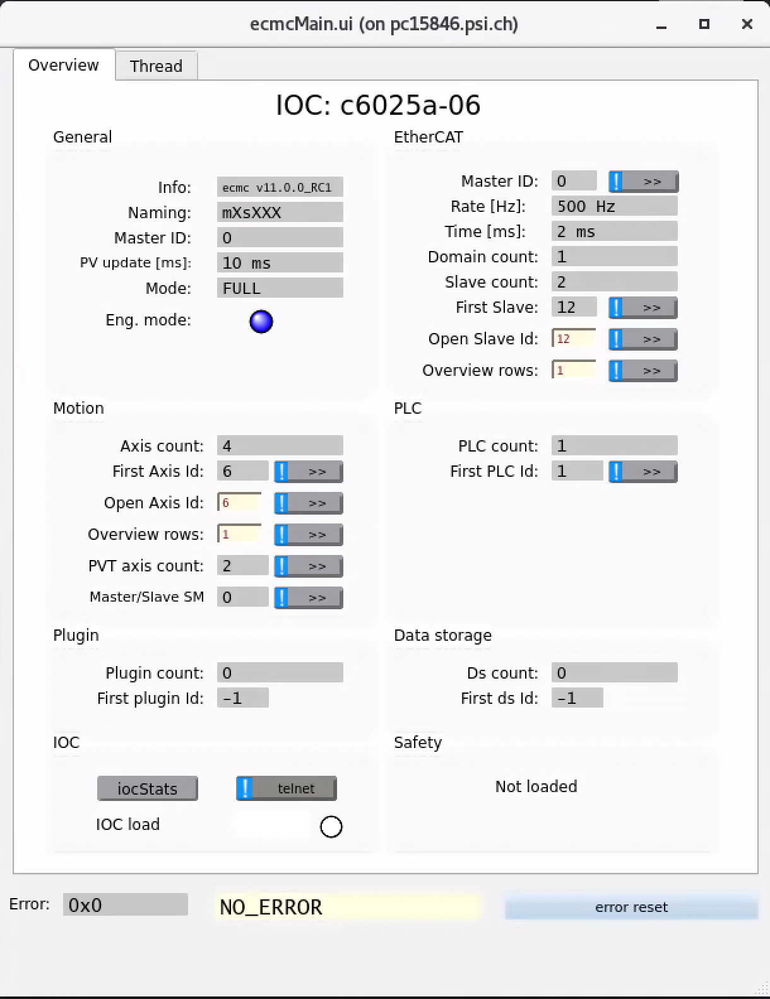 ecmcMain.ui (on pc15846.psi.ch)
Overview
Thread
IOC: c6025a-06
General
Info: ecmc v11.0.0_RC1
Naming: mXsXXX
Master ID: 0
PV update [ms]: 10 ms
Mode: FULL
Eng. mode:
EtherCAT
Master ID: 0 ! >>
Rate [Hz]: 500 Hz
Time [ms]: 2 ms
Domain count: 1
Slave count: 2
First Slave: 12 ! >>
Open Slave Id: 12 ! >>
Overview rows: 1 ! >>
Motion
Axis count: 4
First Axis Id: 6 ! >>
Open Axis Id: 6 ! >>
Overview rows: 1 ! >>
PVT axis count: 2 ! >>
Master/Slave SM 0 ! >>
PLC
PLC count: 1
First PLC Id: 1 ! >>
Plugin
Plugin count: 0
First plugin Id: -1
Data storage
Ds count: 0
First ds Id: -1
IOC
iocStats
! telnet
IOC load
Safety
Not loaded
Error: 0x0 NO_ERROR error reset